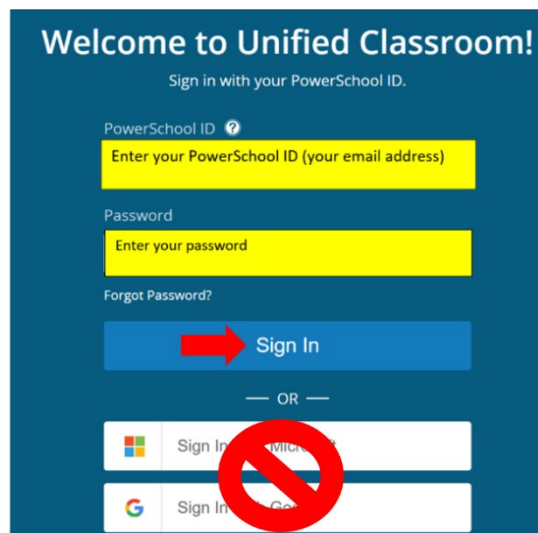 Welcome to Unified Classroom!
Sign in with your PowerSchool ID.
PowerSchool ID ?
Enter your PowerSchool ID (your email address)
Password
Enter your password
Forgot Password?
Sign In
OR
Sign In
Sign In